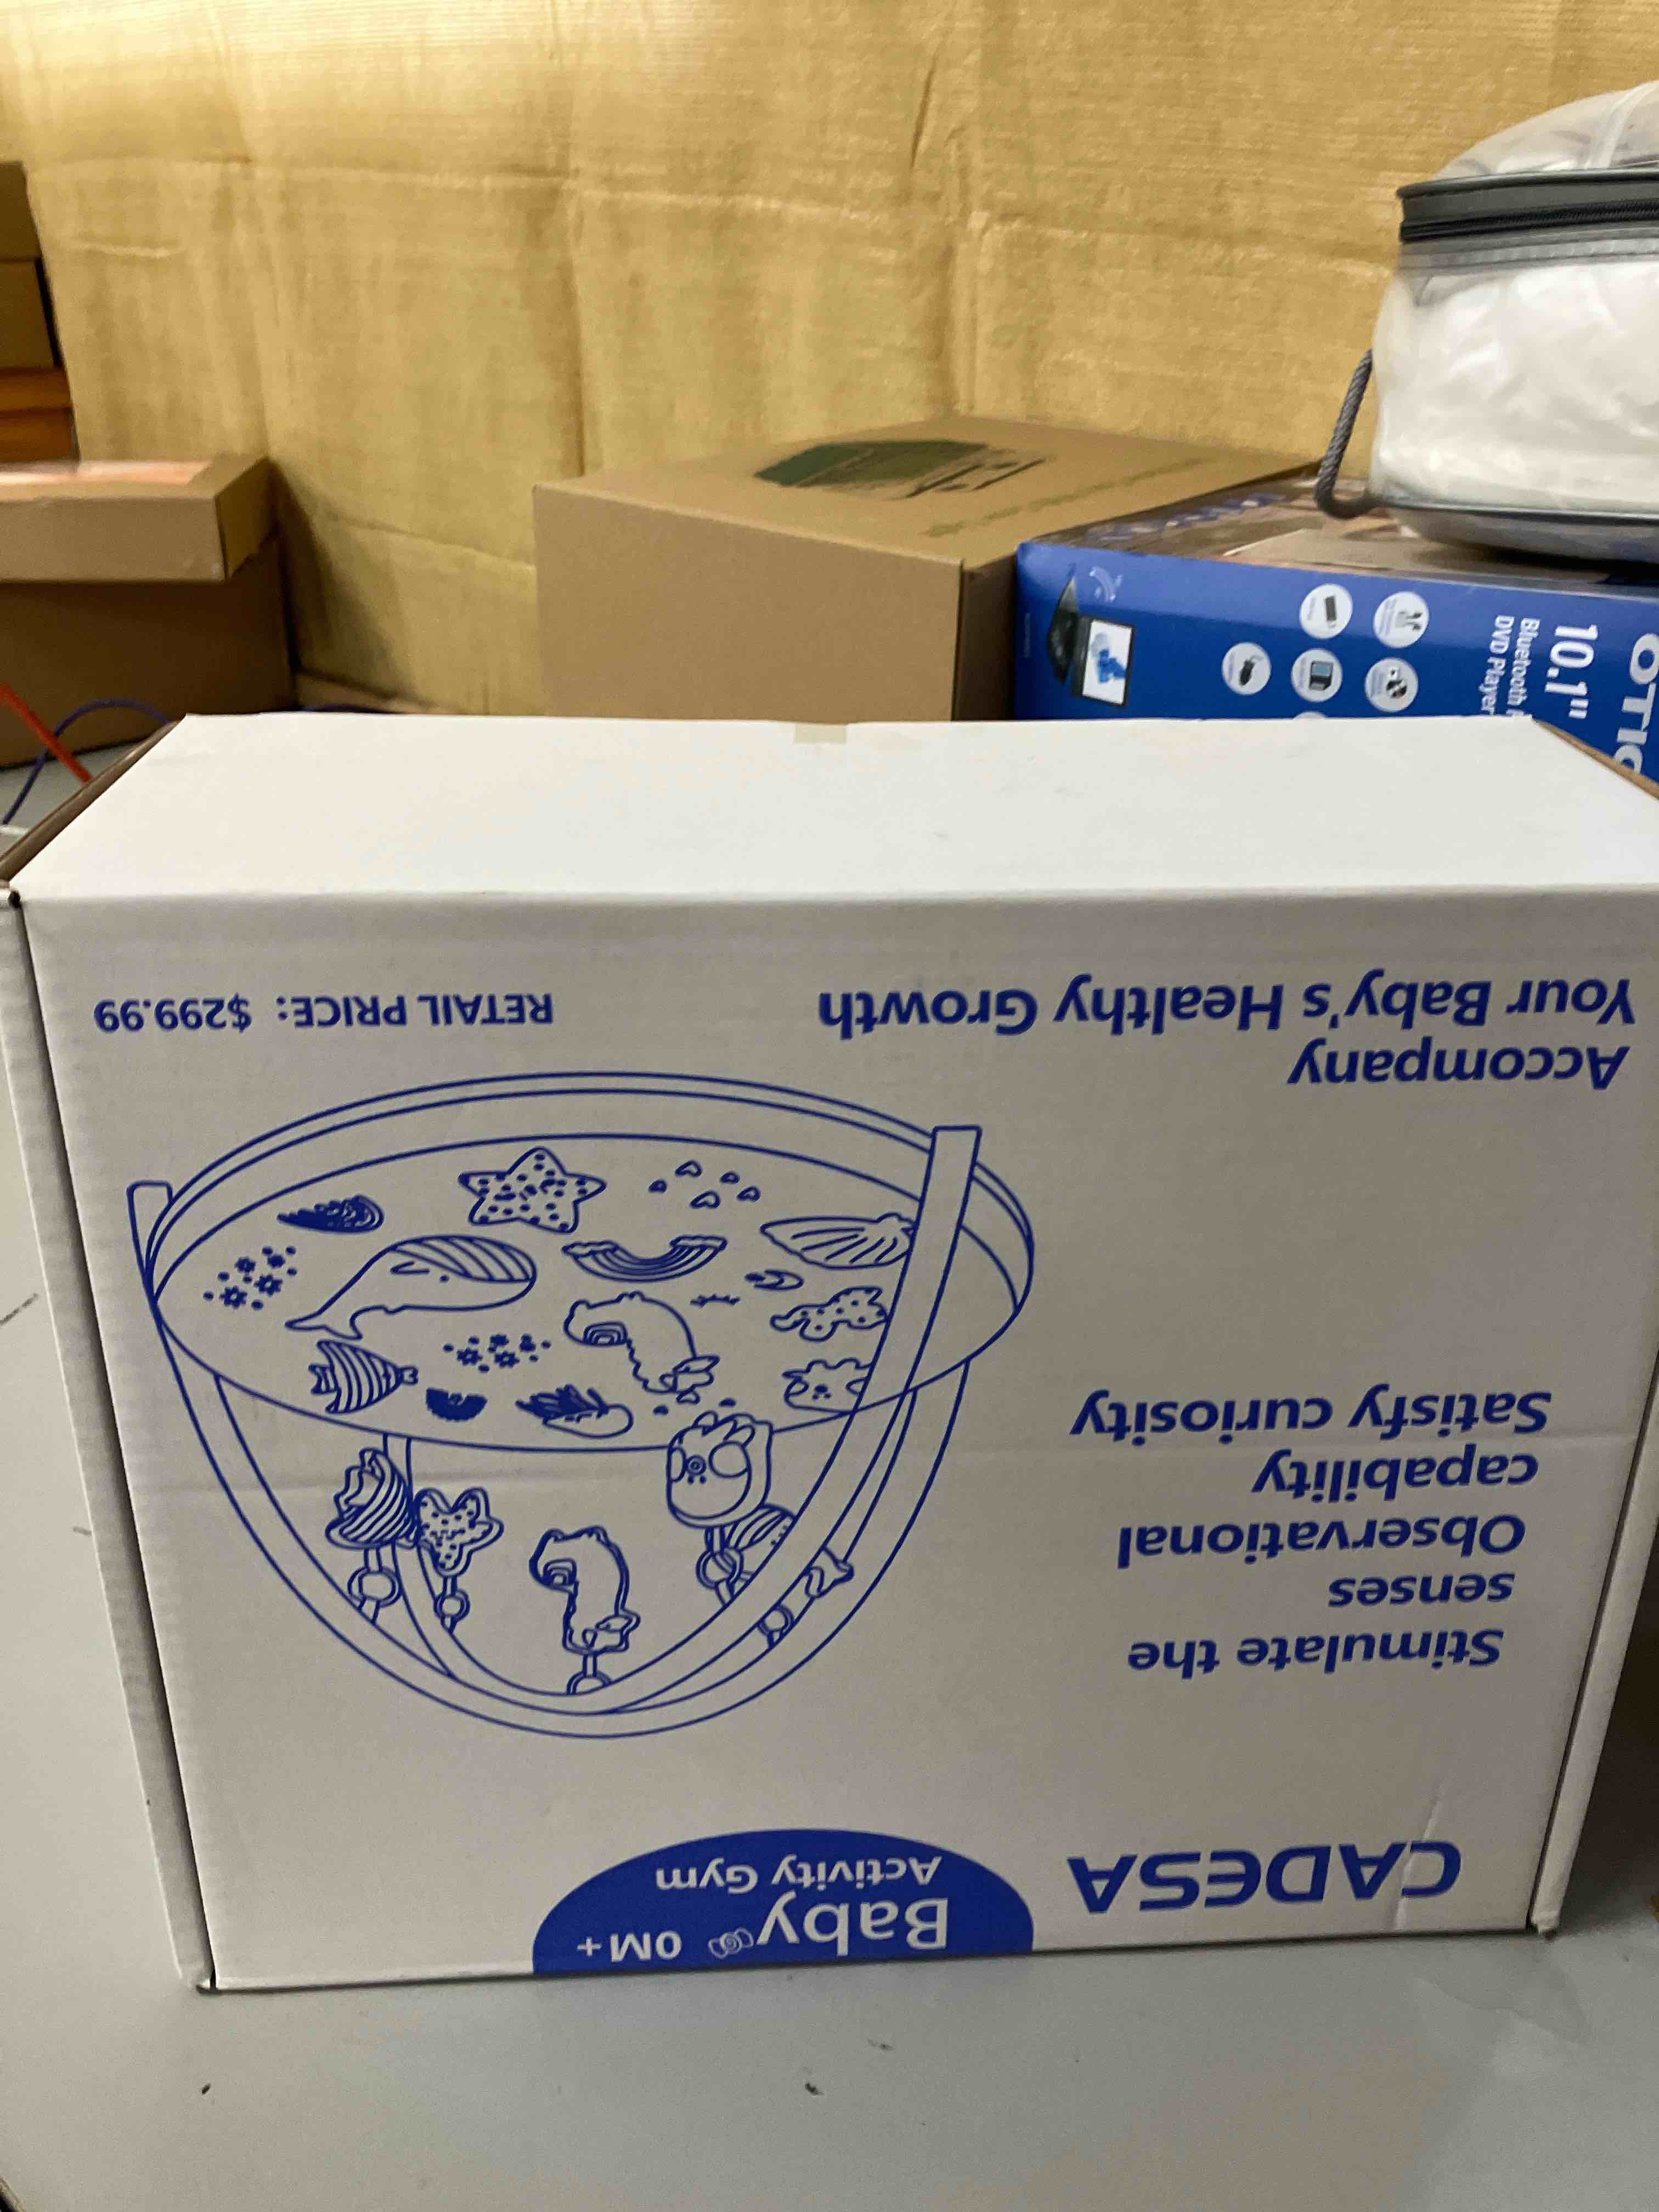 CADESA
Baby 0M+
Activity Gym
Stimulate the
senses
Observational
capability
Satisfy curiosity
Accompany
Your Baby's Healthy Growth
RETAIL PRICE: $299.99
10.1"
Bluetooth
DVD Player